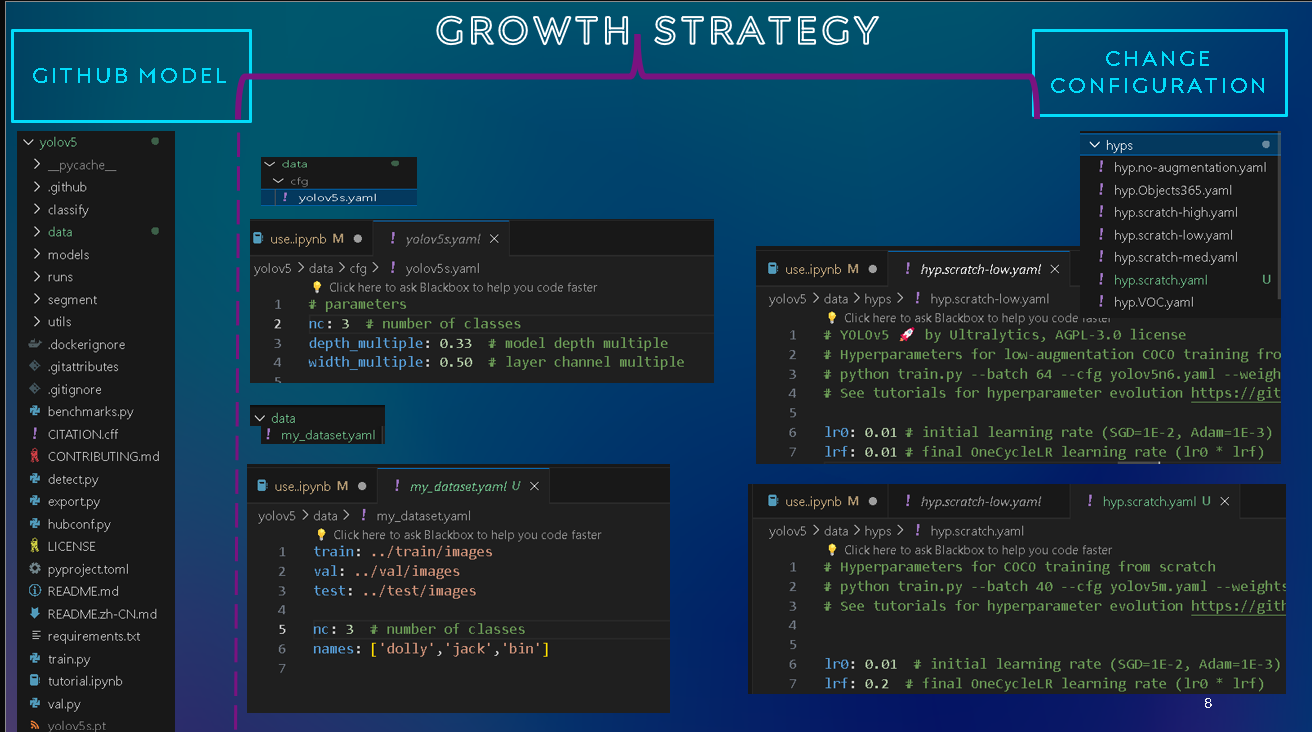 GROWTH STRATEGY
GITHUB MODEL
CHANGE
CONFIGURATION
yolov5
__pycache__
.github
classify
data
models
runs
segment
utils
.dockerignore
.gitattributes
.gitignore
benchmarks.py
CITATION.cff
CONTRIBUTING.md
detect.py
export.py
hubconf.py
LICENSE
pyproject.toml
README.md
README.zh-CN.md
requirements.txt
train.py
tutorial.ipynb
val.py
yolov5s.pt
data
cfg
! yolov5s.yaml
use..ipynb M ● ! yolov5s.yaml ×
yolov5 > data > cfg > ! yolov5s.yaml
Click here to ask Blackbox to help you code faster
1 # parameters
2 nc: 3 # number of classes
3 depth_multiple: 0.33 # model depth multiple
4 width_multiple: 0.50 # layer channel multiple
5
data
! my_dataset.yaml
use..ipynb M ● ! my_dataset.yaml U ×
yolov5 > data > ! my_dataset.yaml
Click here to ask Blackbox to help you code faster
1 train: ../train/images
2 val: ../val/images
3 test: ../test/images
4
5 nc: 3 # number of classes
6 names: ['dolly','jack','bin']
7
hyps
! hyp.no-augmentation.yaml
! hyp.Objects365.yaml
! hyp.scratch-high.yaml
! hyp.scratch-low.yaml
! hyp.scratch-med.yaml
! hyp.scratch.yaml U
! hyp.VOC.yaml
use..ipynb M ● ! hyp.scratch-low.yaml ×
yolov5 > data > hyps > ! hyp.scratch-low.yaml
Click here to ask Blackbox to help you code faster
1 # YOLOv5 🚀 by Ultralytics, AGPL-3.0 license
2 # Hyperparameters for low-augmentation COCO training fro
3 # python train.py --batch 64 --cfg yolov5n6.yaml --weigh
4 # See tutorials for hyperparameter evolution https://git
5
6 lr0: 0.01 # initial learning rate (SGD=1E-2, Adam=1E-3)
7 lrf: 0.01 # final OneCycleLR learning rate (lr0 * lrf)
use..ipynb M ● ! hyp.scratch-low.yaml ! hyp.scratch.yaml U ×
yolov5 > data > hyps > ! hyp.scratch.yaml
Click here to ask Blackbox to help you code faster
1 # Hyperparameters for COCO training from scratch
2 # python train.py --batch 40 --cfg yolov5m.yaml --weights
3 # See tutorials for hyperparameter evolution https://gith
4
5
6 lr0: 0.01 # initial learning rate (SGD=1E-2, Adam=1E-3)
7 lrf: 0.2 # final OneCycleLR learning rate (lr0 * lrf)
8